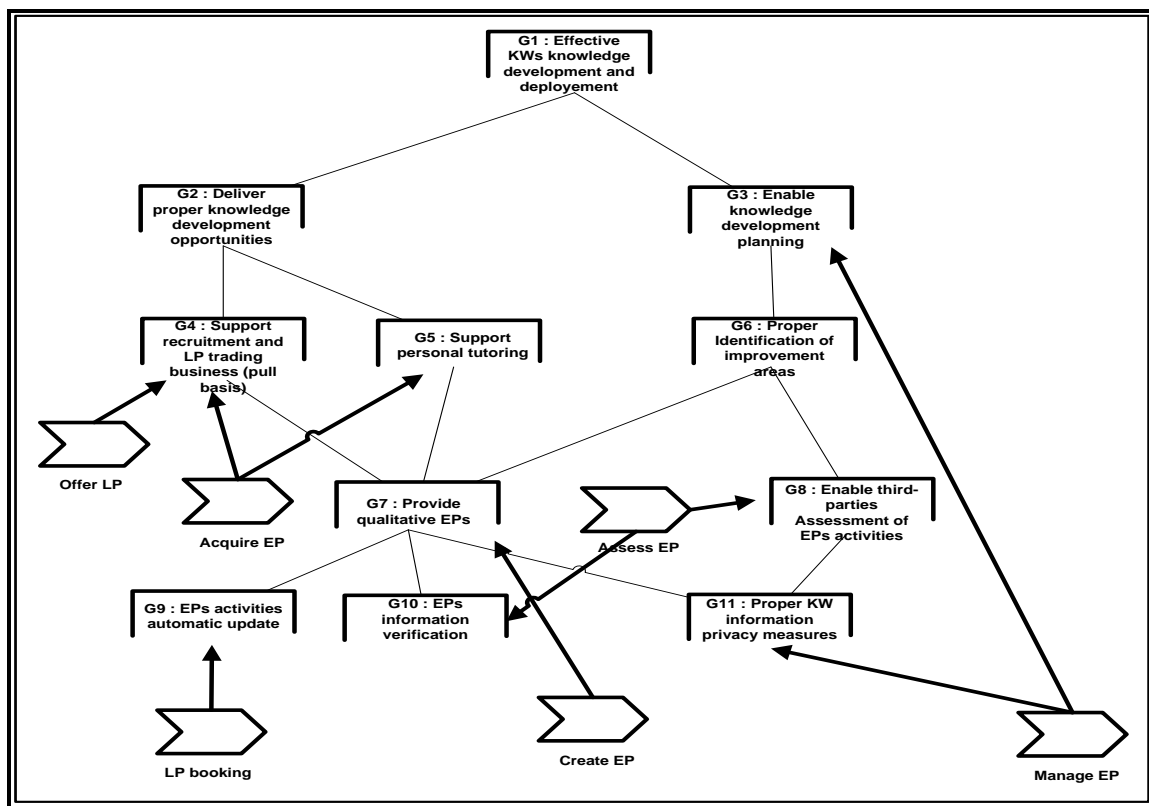 G1 : Effective
KWs knowledge
development and
deployement
G2 : Deliver
proper knowledge
development
opportunities
G3 : Enable
knowledge
development
planning
G4 : Support
recruitment and
LP trading
business (pull
basis)
G5 : Support
personal tutoring
G6 : Proper
Identification of
improvement
areas
Offer LP
Acquire EP
G7 : Provide
qualitative EPs
Assess EP
G8 : Enable third-
parties
Assessment of
EPs activities
G9 : EPs activities
automatic update
G10 : EPs
information
verification
G11 : Proper KW
information
privacy measures
LP booking
Create EP
Manage EP